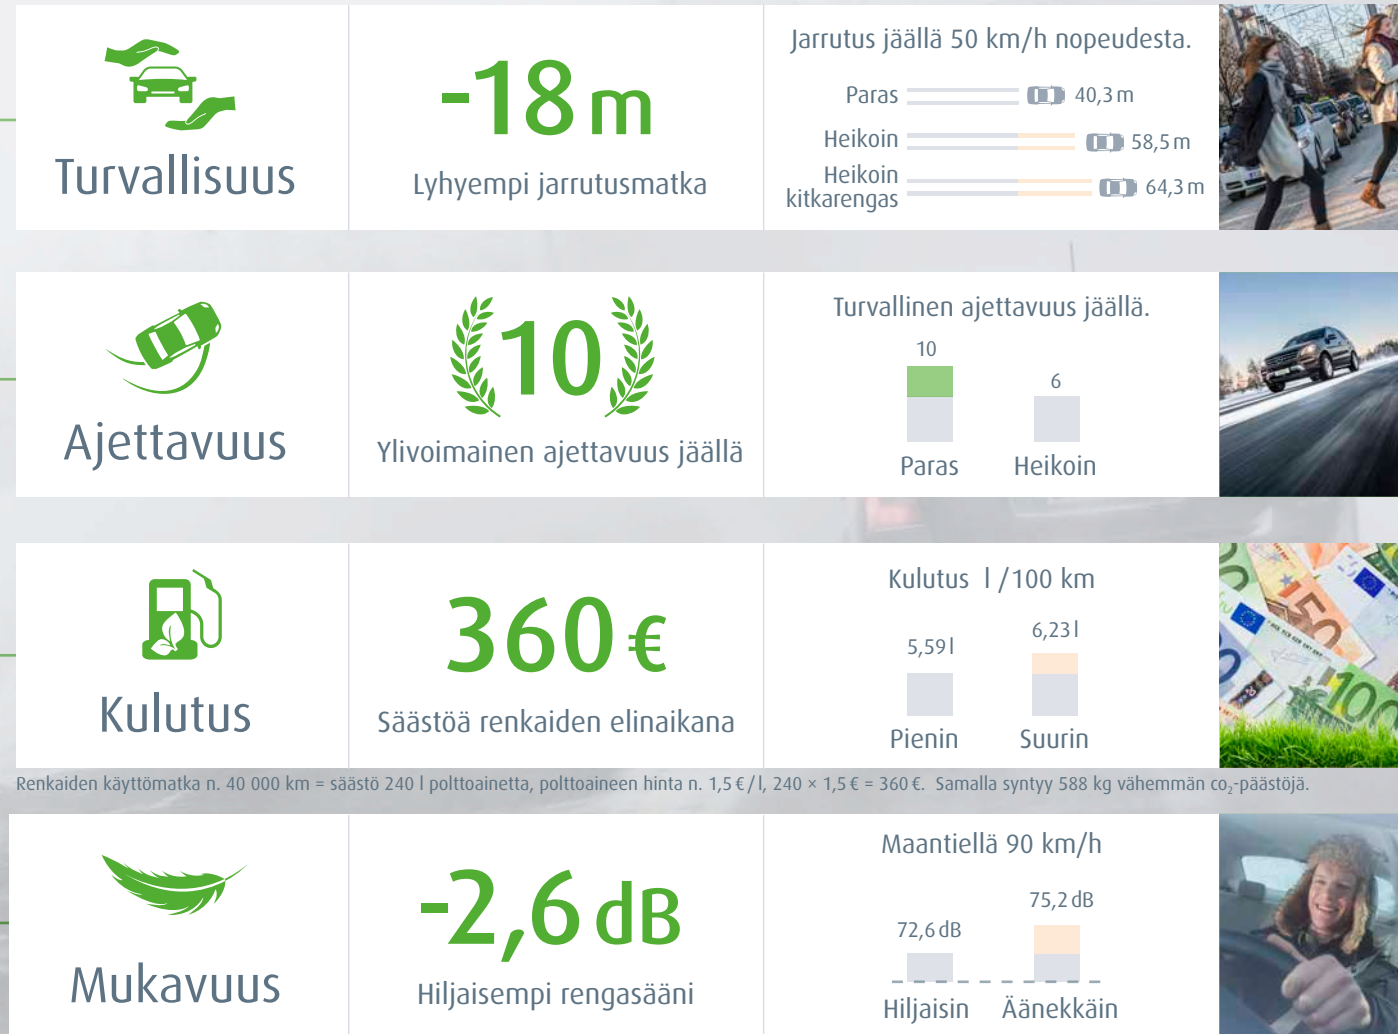 Turvallisuus
-18 m
Lyhyempi jarrutusmatka
Jarrutus jäällä 50 km/h nopeudesta.
Paras 40,3 m
Heikoin 58,5 m
Heikoin
kitkarengas 64,3 m
Ajettavuus
10
Ylivoimainen ajettavuus jäällä
Turvallinen ajettavuus jäällä.
10
6
Paras Heikoin
Kulutus
360 €
Säästöä renkaiden elinaikana
Kulutus l /100 km
5,59 l
6,23 l
Pienin Suurin
Renkaiden käyttömatka n. 40 000 km = säästö 240 l polttoainetta, polttoaineen hinta n. 1,5 € / l, 240 × 1,5 € = 360 €. Samalla syntyy 588 kg vähemmän co₂-päästöjä.
Mukavuus
-2,6 dB
Hiljaisempi rengasääni
Maantiellä 90 km/h
72,6 dB
75,2 dB
Hiljaisin Äänekkäin
50
100